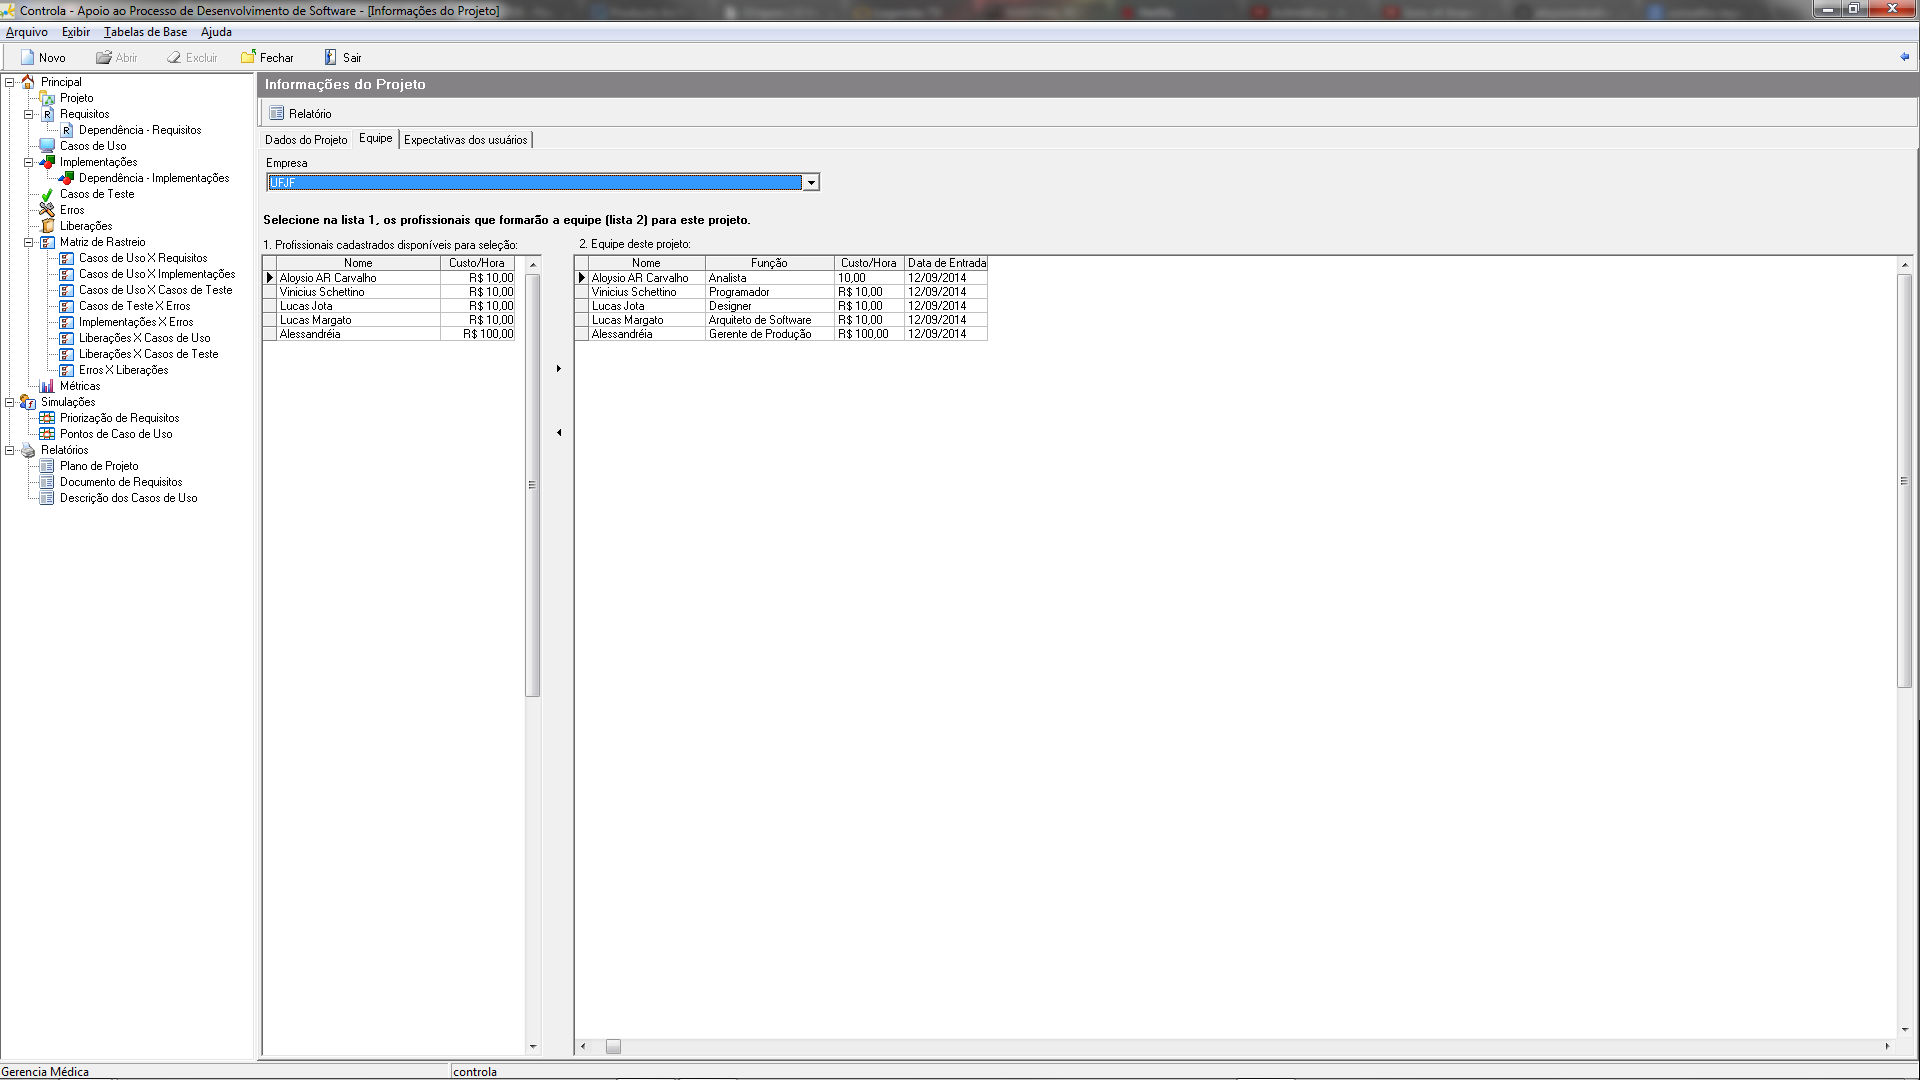 Controla - Apoio ao Processo de Desenvolvimento de Software - [Informações do Projeto]
Arquivo Exibir Tabelas de Base Ajuda
Novo Abrir Excluir Fechar Sair
Principal
Projeto
Requisitos
Dependência - Requisitos
Casos de Uso
Implementações
Dependência - Implementações
Casos de Teste
Erros
Liberações
Matriz de Rastreio
Casos de Uso X Requisitos
Casos de Uso X Implementações
Casos de Uso X Casos de Teste
Casos de Teste X Erros
Implementações X Erros
Liberações X Casos de Uso
Liberações X Casos de Teste
Erros X Liberações
Métricas
Simulações
Priorização de Requisitos
Pontos de Caso de Uso
Relatórios
Plano de Projeto
Documento de Requisitos
Descrição dos Casos de Uso
Informações do Projeto
Relatório
Dados do Projeto Equipe Expectativas dos usuários
Empresa
UFJF
Selecione na lista 1, os profissionais que formarão a equipe (lista 2) para este projeto.
1. Profissionais cadastrados disponíveis para seleção:
Nome Custo/Hora
Aloysio AR Carvalho R$ 10,00
Vinicius Schettino R$ 10,00
Lucas Jota R$ 10,00
Lucas Margato R$ 10,00
Alessandréia R$ 100,00
2. Equipe deste projeto:
Nome Função Custo/Hora Data de Entrada
Aloysio AR Carvalho Analista 10,00 12/09/2014
Vinicius Schettino Programador R$ 10,00 12/09/2014
Lucas Jota Designer R$ 10,00 12/09/2014
Lucas Margato Arquiteto de Software R$ 10,00 12/09/2014
Alessandréia Gerente de Produção R$ 100,00 12/09/2014
Gerencia Médica controla